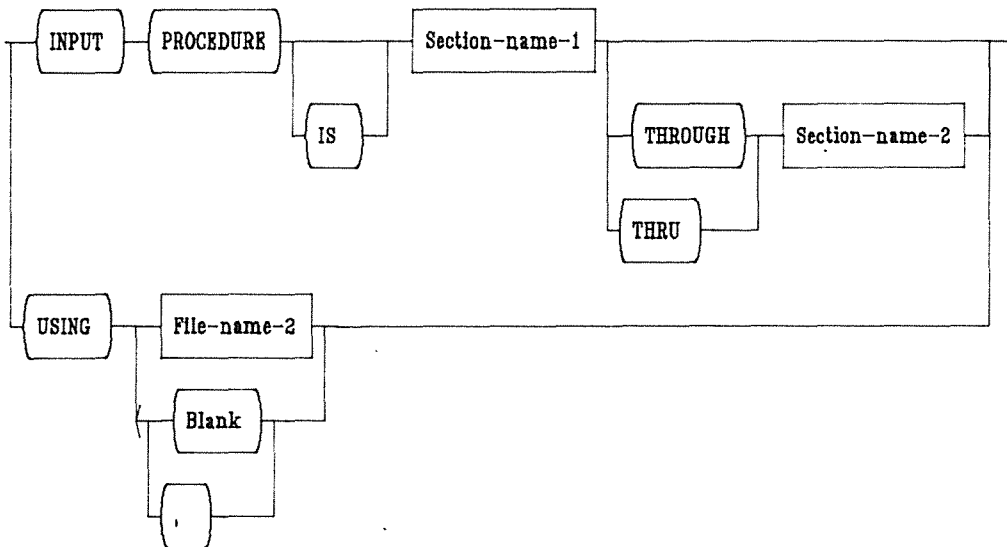 INPUT PROCEDURE Section-name-1
IS THROUGH Section-name-2
THRU
USING File-name-2
Blank
,